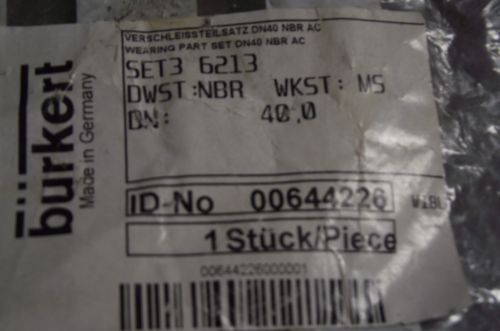 VERSCHLEISSTEILSATZ DN40 NBR AC
WEARING PART SET DN40 NBR AC
SET3 6213
DWST:NBR WKST: MS
DN: 40,0
bürkert
Made in Germany
ID-No 00644226
1 Stück/Piece
00644226000001